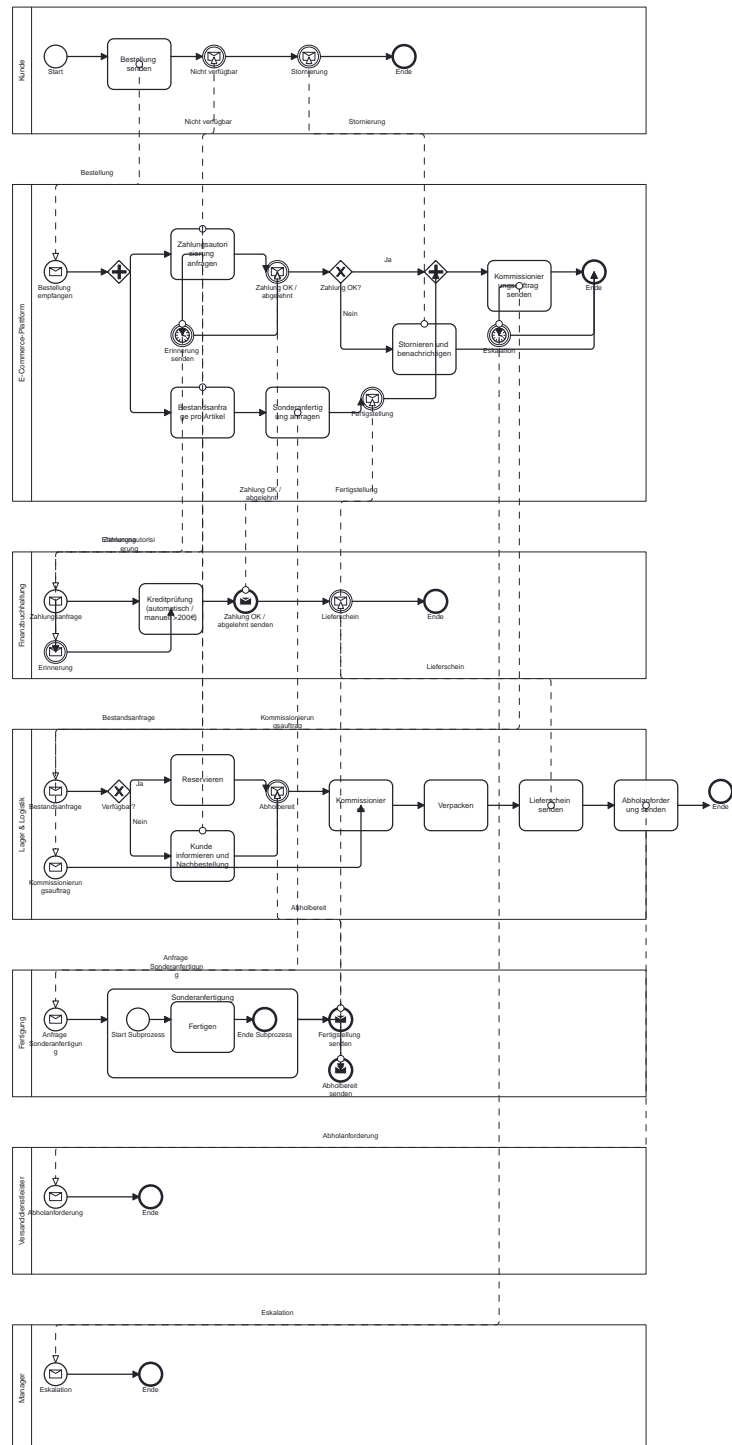 Kunde
Start
Bestellung
senden
Nicht verfügbar
Stornierung
Ende
Nicht verfügbar
Stornierung
Bestellung
E-Commerce-Plattform
Bestellung
empfangen
Zahlungsautori
sierung
anfragen
Zahlung OK /
abgelehnt
Zahlung OK?
Ja
Nein
Kommissionier
ungsauftrag
senden
Ende
Erinnerung
senden
Stornieren und
benachrichtigen
Eskalation
Bestandsanfra
ge pro Artikel
Sonderanfertig
ung anfragen
Fertigstellung
Zahlung OK /
abgelehnt
Fertigstellung
Zahlungsautorisi
erung
Finanzbuchhaltung
Zahlungsanfrage
Kreditprüfung
(automatisch /
manuell >200€)
Zahlung OK /
abgelehnt senden
Lieferschein
Ende
Erinnerung
Lieferschein
Bestandsanfrage
Kommissionierun
gsauftrag
Lager & Logistik
Bestandsanfrage
Verfügbar?
Ja
Nein
Reservieren
Abholbereit
Kommissionier
Verpacken
Lieferschein
senden
Abholanforder
ung senden
Ende
Kunde
informieren und
Nachbestellung
Kommissionierun
gsauftrag
Abholbereit
Anfrage
Sonderanfertigun
g
Fertigung
Anfrage
Sonderanfertigun
g
Sonderanfertigung
Start Subprozess
Fertigen
Ende Subprozess
Fertigstellung
senden
Abholbereit
senden
Abholanforderung
Versanddienstleister
Abholanforderung
Ende
Eskalation
Manager
Eskalation
Ende